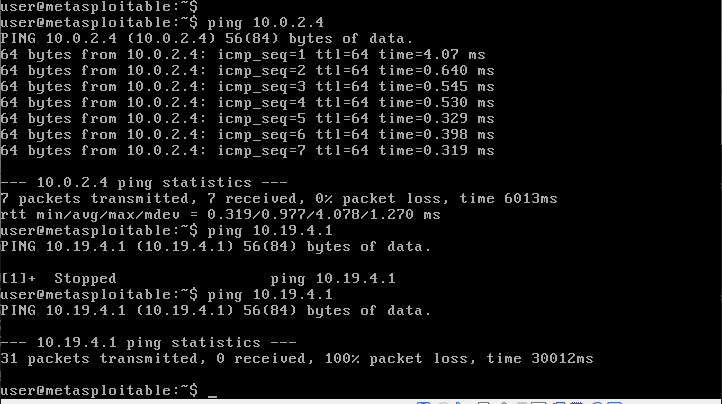 user@metasploitable:~$
user@metasploitable:~$ ping 10.0.2.4
PING 10.0.2.4 (10.0.2.4) 56(84) bytes of data.
64 bytes from 10.0.2.4: icmp_seq=1 ttl=64 time=4.07 ms
64 bytes from 10.0.2.4: icmp_seq=2 ttl=64 time=0.640 ms
64 bytes from 10.0.2.4: icmp_seq=3 ttl=64 time=0.545 ms
64 bytes from 10.0.2.4: icmp_seq=4 ttl=64 time=0.530 ms
64 bytes from 10.0.2.4: icmp_seq=5 ttl=64 time=0.329 ms
64 bytes from 10.0.2.4: icmp_seq=6 ttl=64 time=0.398 ms
64 bytes from 10.0.2.4: icmp_seq=7 ttl=64 time=0.319 ms
--- 10.0.2.4 ping statistics ---
7 packets transmitted, 7 received, 0% packet loss, time 6013ms
rtt min/avg/max/mdev = 0.319/0.977/4.078/1.270 ms
user@metasploitable:~$ ping 10.19.4.1
PING 10.19.4.1 (10.19.4.1) 56(84) bytes of data.
[1]+  Stopped                 ping 10.19.4.1
user@metasploitable:~$ ping 10.19.4.1
PING 10.19.4.1 (10.19.4.1) 56(84) bytes of data.
--- 10.19.4.1 ping statistics ---
31 packets transmitted, 0 received, 100% packet loss, time 30012ms
user@metasploitable:~$ _